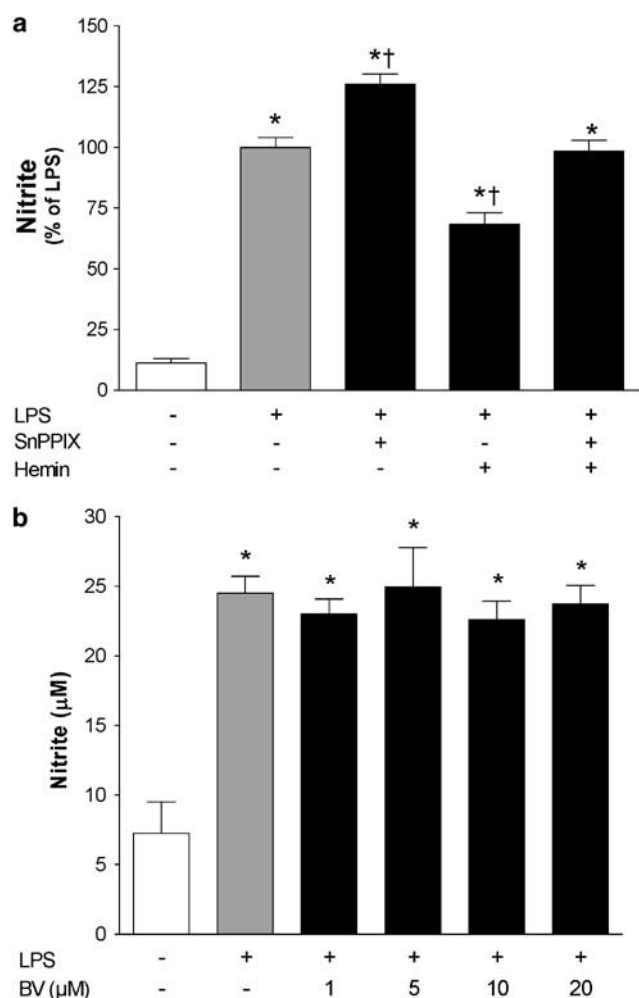 a
Nitrite
(% of LPS)
150
125
100
75
50
25
0
*
*†
*†
*
LPS - + + + +
SnPPIX - - + - +
Hemin - - - + +
b
Nitrite (µM)
30
25
20
15
10
5
0
* * * * *
LPS - + + + + +
BV (µM) - - 1 5 10 20